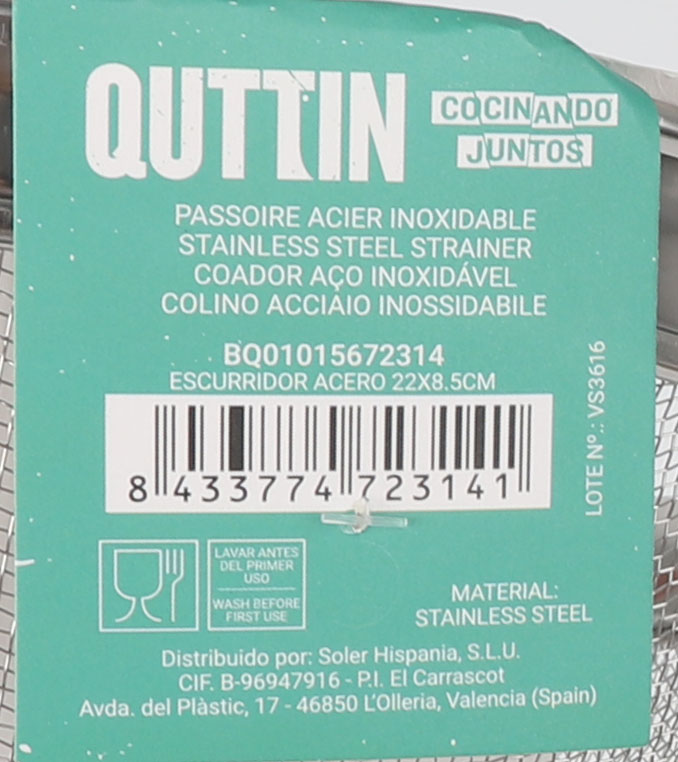 QUTTIN
COCINANDO
JUNTOS
PASSOIRE ACIER INOXIDABLE
STAINLESS STEEL STRAINER
COADOR AÇO INOXIDÁVEL
COLINO ACCIAIO INOSSIDABILE
BQ01015672314
ESCURRIDOR ACERO 22X8.5CM
8 433774 723141
LOTE Nº.: VS3616
LAVAR ANTES
DEL PRIMER
USO
WASH BEFORE
FIRST USE
MATERIAL:
STAINLESS STEEL
Distribuido por: Soler Hispania, S.L.U.
CIF. B-96947916 - P.I. El Carrascot
Avda. del Plàstic, 17 - 46850 L'Olleria, Valencia (Spain)